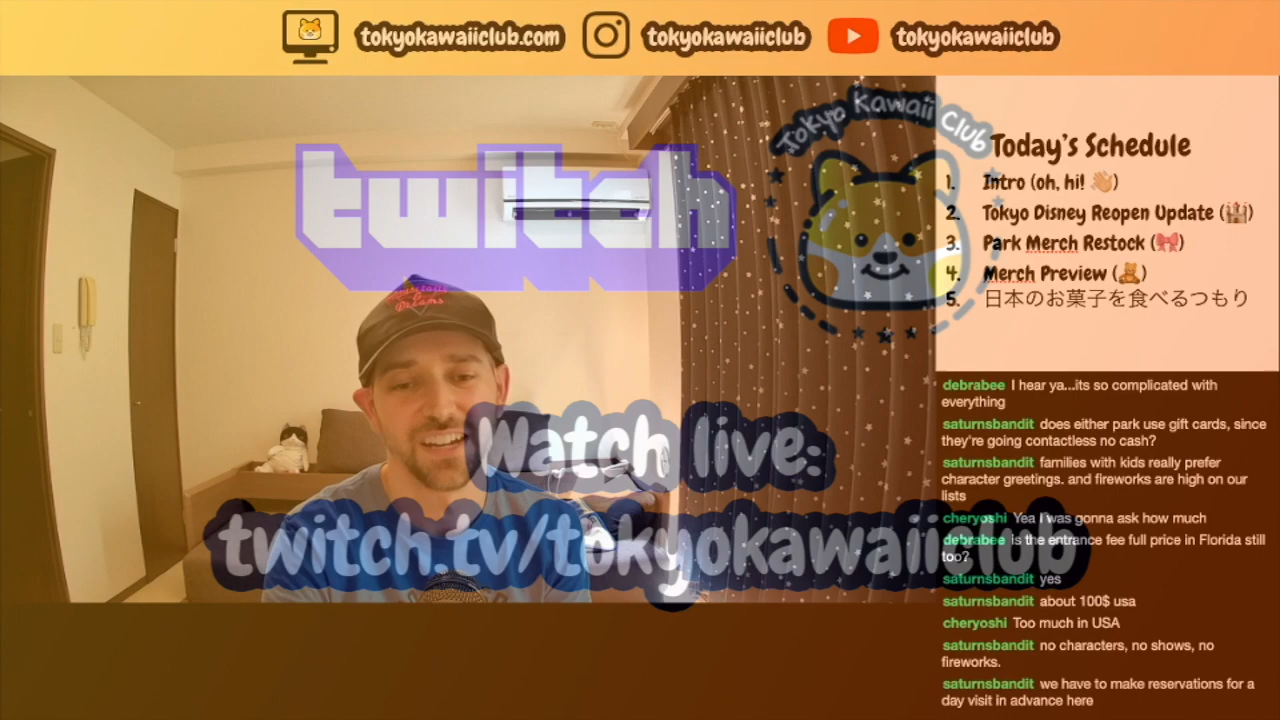 tokyokawaiiclub.com
tokyokawaiiclub
tokyokawaiiclub
twitch
Tokyo Kawaii Club
Today's Schedule
1. Intro (oh, hi! 👋🏼)
2. Tokyo Disney Reopen Update (🏰)
3. Park Merch Restock (🎀)
4. Merch Preview (🧸)
5. 日本のお菓子を食べるつもり
Dreams
Watch live:
twitch.tv/tokyokawaiiclub
debrabee I hear ya...its so complicated with
everything
saturnsbandit does either park use gift cards, since
they're going contactless no cash?
saturnsbandit families with kids really prefer
character greetings. and fireworks are high on our
lists
cheryoshi Yea I was gonna ask how much
debrabee is the entrance fee full price in Florida still
too?
saturnsbandit yes
saturnsbandit about 100$ usa
cheryoshi Too much in USA
saturnsbandit no characters, no shows, no
fireworks.
saturnsbandit we have to make reservations for a
day visit in advance here